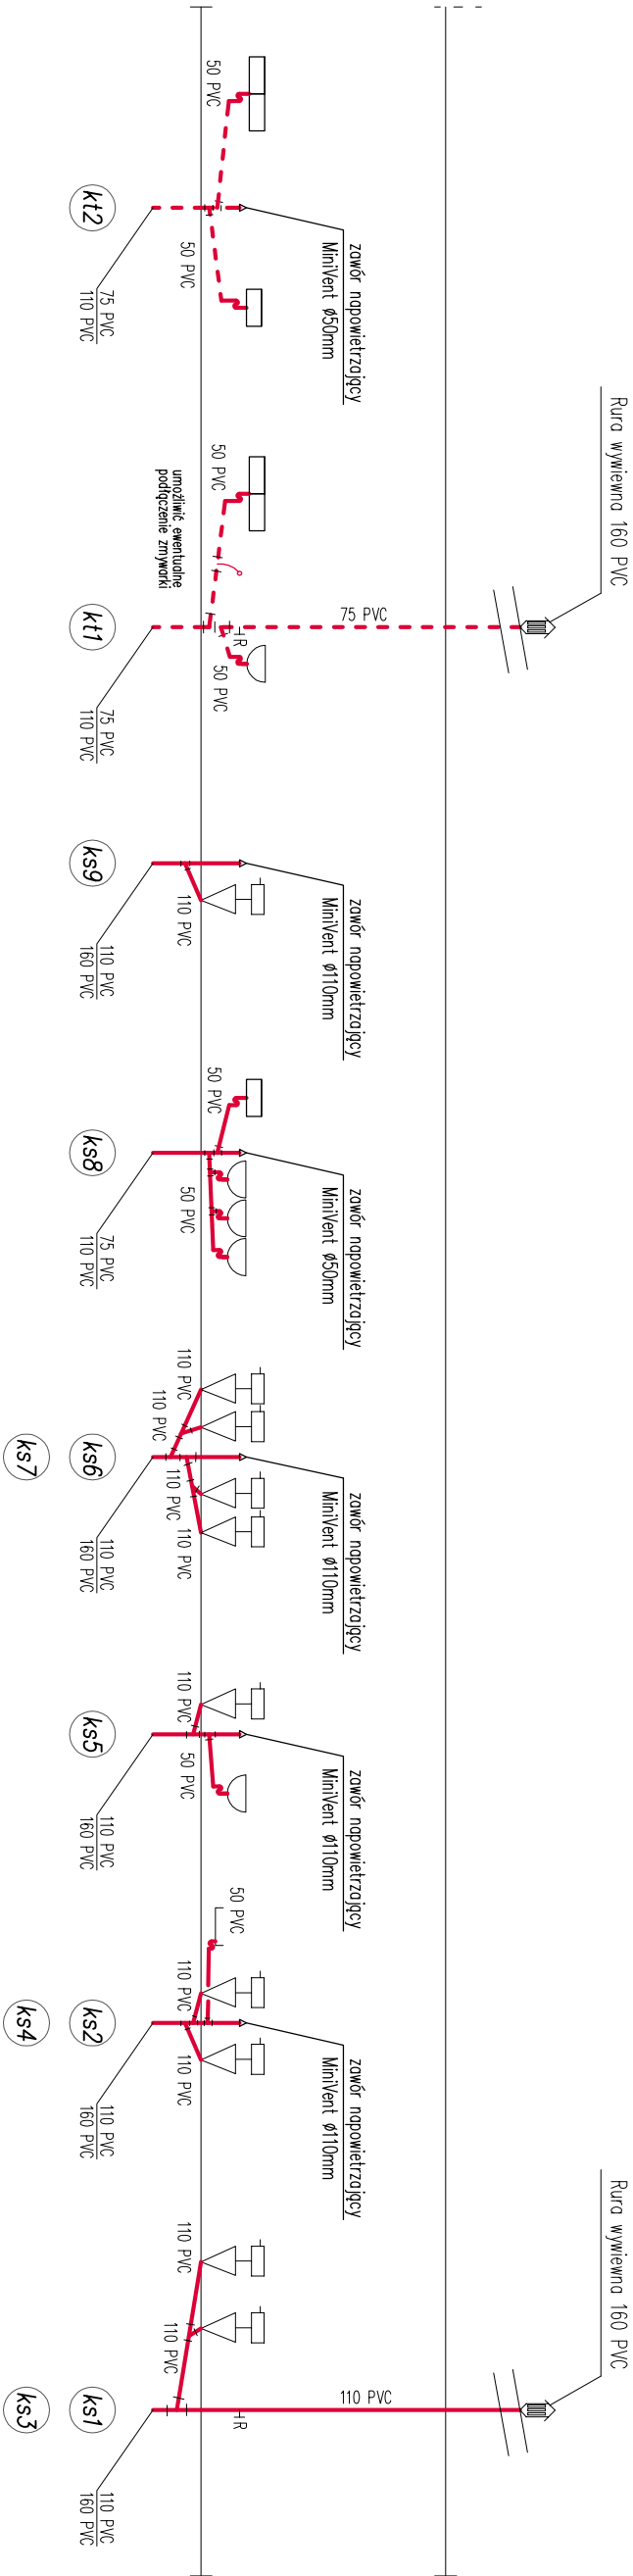 Rura wywiewna 160 PVC
zawór napowietrzający
MiniVent ø50mm
50 PVC
50 PVC
kt2
75 PVC
110 PVC
75 PVC
50 PVC
umożliwić ewentualne
podłączenie zmywarki
R
50 PVC
kt1
75 PVC
110 PVC
zawór napowietrzający
MiniVent ø110mm
110 PVC
ks9
110 PVC
160 PVC
zawór napowietrzający
MiniVent ø50mm
50 PVC
50 PVC
ks8
75 PVC
110 PVC
zawór napowietrzający
MiniVent ø110mm
110 PVC
110 PVC
110 PVC
110 PVC
ks6
ks7
110 PVC
160 PVC
zawór napowietrzający
MiniVent ø110mm
110 PVC
50 PVC
ks5
110 PVC
160 PVC
zawór napowietrzający
MiniVent ø110mm
50 PVC
110 PVC
110 PVC
ks2
ks4
110 PVC
160 PVC
Rura wywiewna 160 PVC
110 PVC
R
110 PVC
110 PVC
ks1
ks3
110 PVC
160 PVC